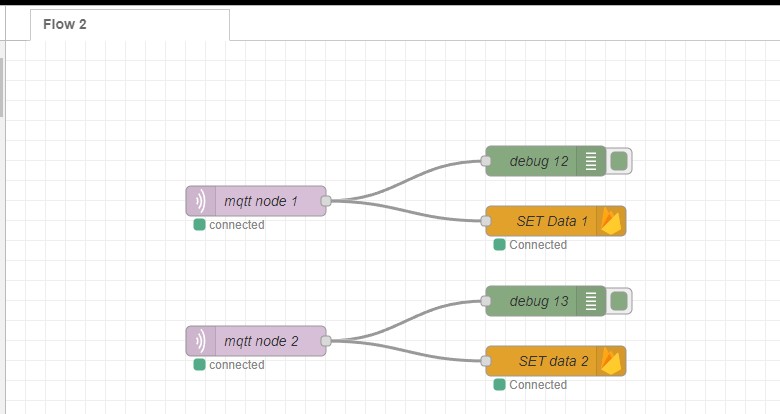 Flow 2
debug 12
mqtt node 1
SET Data 1
connected
Connected
debug 13
mqtt node 2
SET data 2
connected
Connected